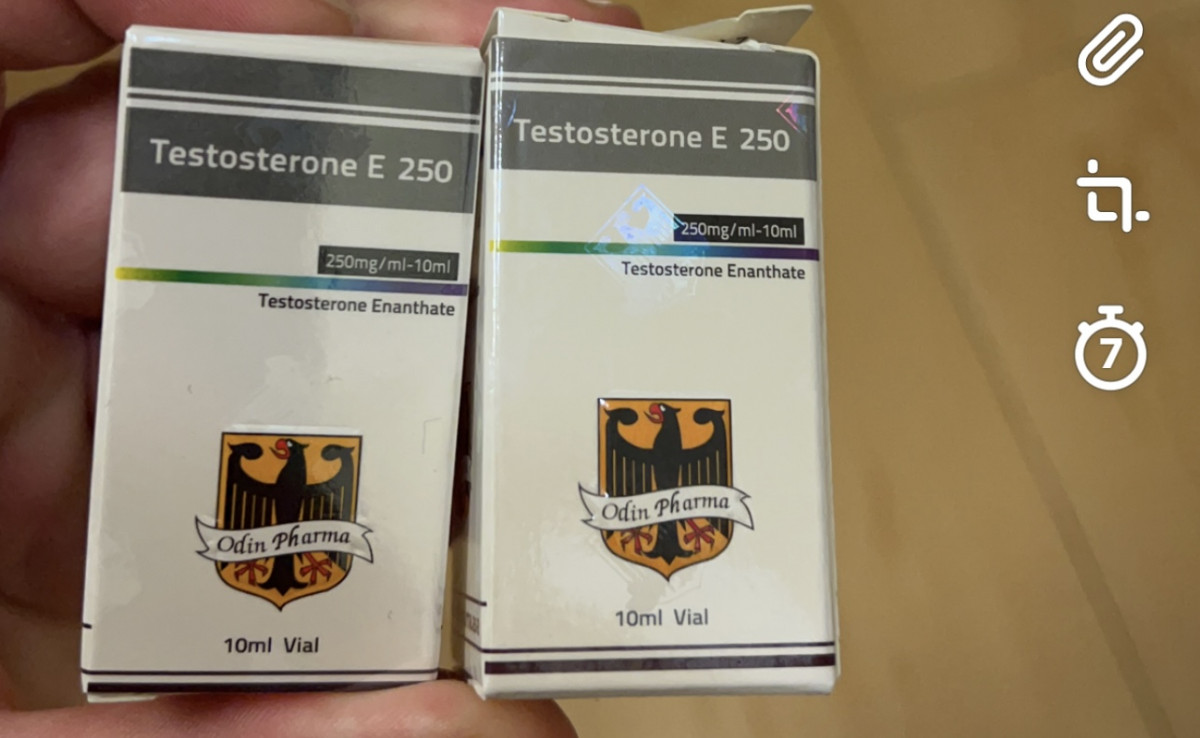 Testosterone E 250
250mg/ml-10ml
Testosterone Enanthate
Odin Pharma
10ml Vial
Testosterone E 250
250mg/ml-10ml
Testosterone Enanthate
Odin Pharma
10ml Vial
7